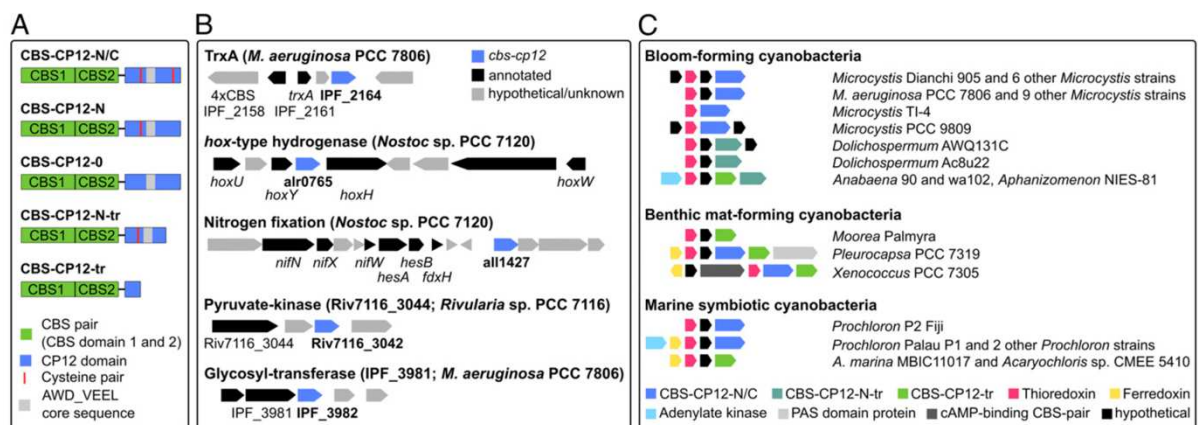 A
CBS-CP12-N/C
CBS1 CBS2
CBS-CP12-N
CBS1 CBS2
CBS-CP12-0
CBS1 CBS2
CBS-CP12-N-tr
CBS1 CBS2
CBS-CP12-tr
CBS1 CBS2
CBS pair
(CBS domain 1 and 2)
CP12 domain
Cysteine pair
AWD_VEEL
core sequence
B
TrxA (M. aeruginosa PCC 7806)
cbs-cp12
annotated
hypothetical/unknown
4xCBS trxA IPF_2164
IPF_2158 IPF_2161
hox-type hydrogenase (Nostoc sp. PCC 7120)
hoxU alr0765 hoxW
hoxY hoxH
Nitrogen fixation (Nostoc sp. PCC 7120)
nifN nifX nifW hesB all1427
hesA fdxH
Pyruvate-kinase (Riv7116_3044; Rivularia sp. PCC 7116)
Riv7116_3044 Riv7116_3042
Glycosyl-transferase (IPF_3981; M. aeruginosa PCC 7806)
IPF_3981 IPF_3982
C
Bloom-forming cyanobacteria
Microcystis Dianchi 905 and 6 other Microcystis strains
M. aeruginosa PCC 7806 and 9 other Microcystis strains
Microcystis TI-4
Microcystis PCC 9809
Dolichospermum AWQ131C
Dolichospermum Ac8u22
Anabaena 90 and wa102, Aphanizomenon NIES-81
Benthic mat-forming cyanobacteria
Moorea Palmyra
Pleurocapsa PCC 7319
Xenococcus PCC 7305
Marine symbiotic cyanobacteria
Prochloron P2 Fiji
Prochloron Palau P1 and 2 other Prochloron strains
A. marina MBIC11017 and Acaryochloris sp. CMEE 5410
CBS-CP12-N/C CBS-CP12-N-tr CBS-CP12-tr Thioredoxin Ferredoxin
Adenylate kinase PAS domain protein cAMP-binding CBS-pair hypothetical